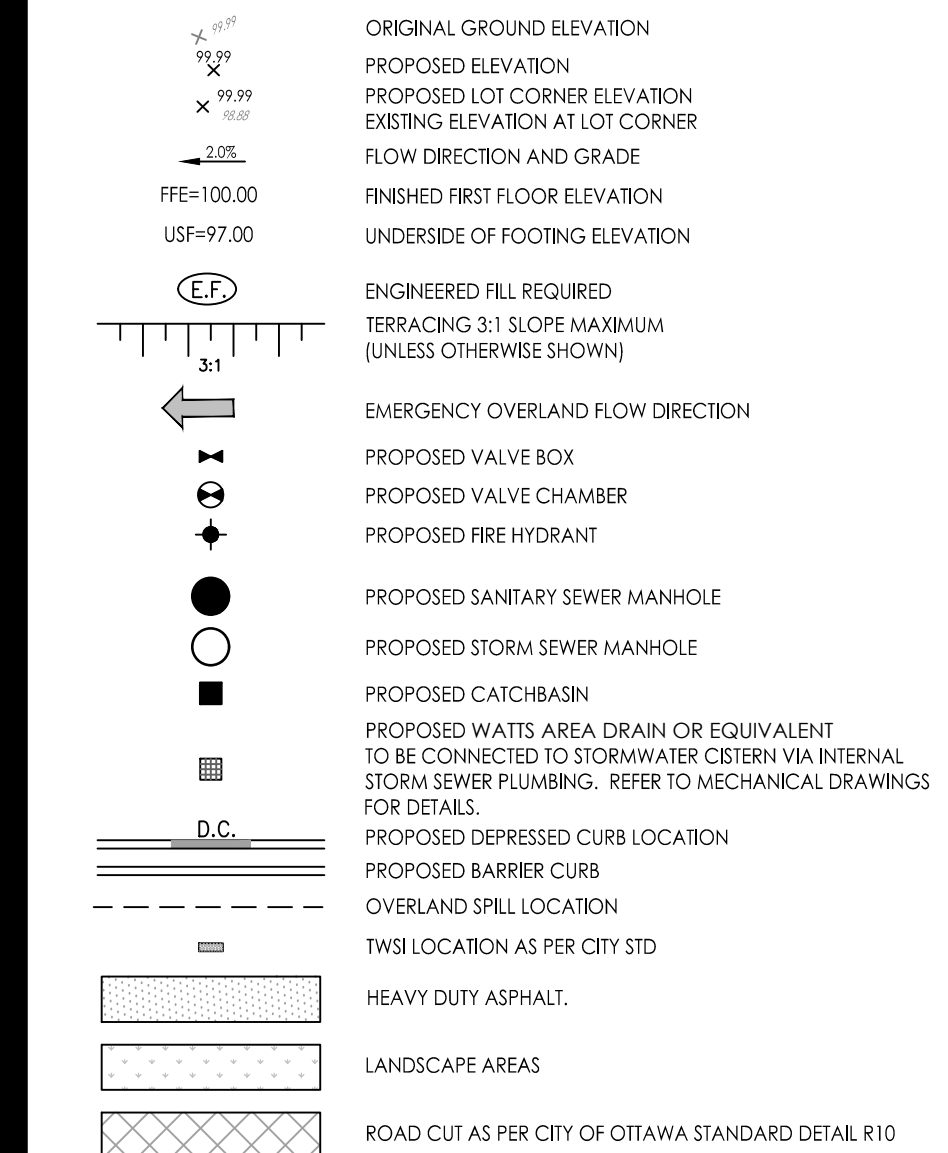 99.99 ORIGINAL GROUND ELEVATION
99.99 PROPOSED ELEVATION
99.99 PROPOSED LOT CORNER ELEVATION
98.88 EXISTING ELEVATION AT LOT CORNER
2.0% FLOW DIRECTION AND GRADE
FFE=100.00 FINISHED FIRST FLOOR ELEVATION
USF=97.00 UNDERSIDE OF FOOTING ELEVATION
E.F. ENGINEERED FILL REQUIRED
TERRACING 3:1 SLOPE MAXIMUM
(UNLESS OTHERWISE SHOWN)
3:1
EMERGENCY OVERLAND FLOW DIRECTION
PROPOSED VALVE BOX
PROPOSED VALVE CHAMBER
PROPOSED FIRE HYDRANT
PROPOSED SANITARY SEWER MANHOLE
PROPOSED STORM SEWER MANHOLE
PROPOSED CATCHBASIN
PROPOSED WATTS AREA DRAIN OR EQUIVALENT
TO BE CONNECTED TO STORMWATER CISTERN VIA INTERNAL
STORM SEWER PLUMBING. REFER TO MECHANICAL DRAWINGS
FOR DETAILS.
D.C. PROPOSED DEPRESSED CURB LOCATION
PROPOSED BARRIER CURB
OVERLAND SPILL LOCATION
TWSI LOCATION AS PER CITY STD
HEAVY DUTY ASPHALT.
LANDSCAPE AREAS
ROAD CUT AS PER CITY OF OTTAWA STANDARD DETAIL R10